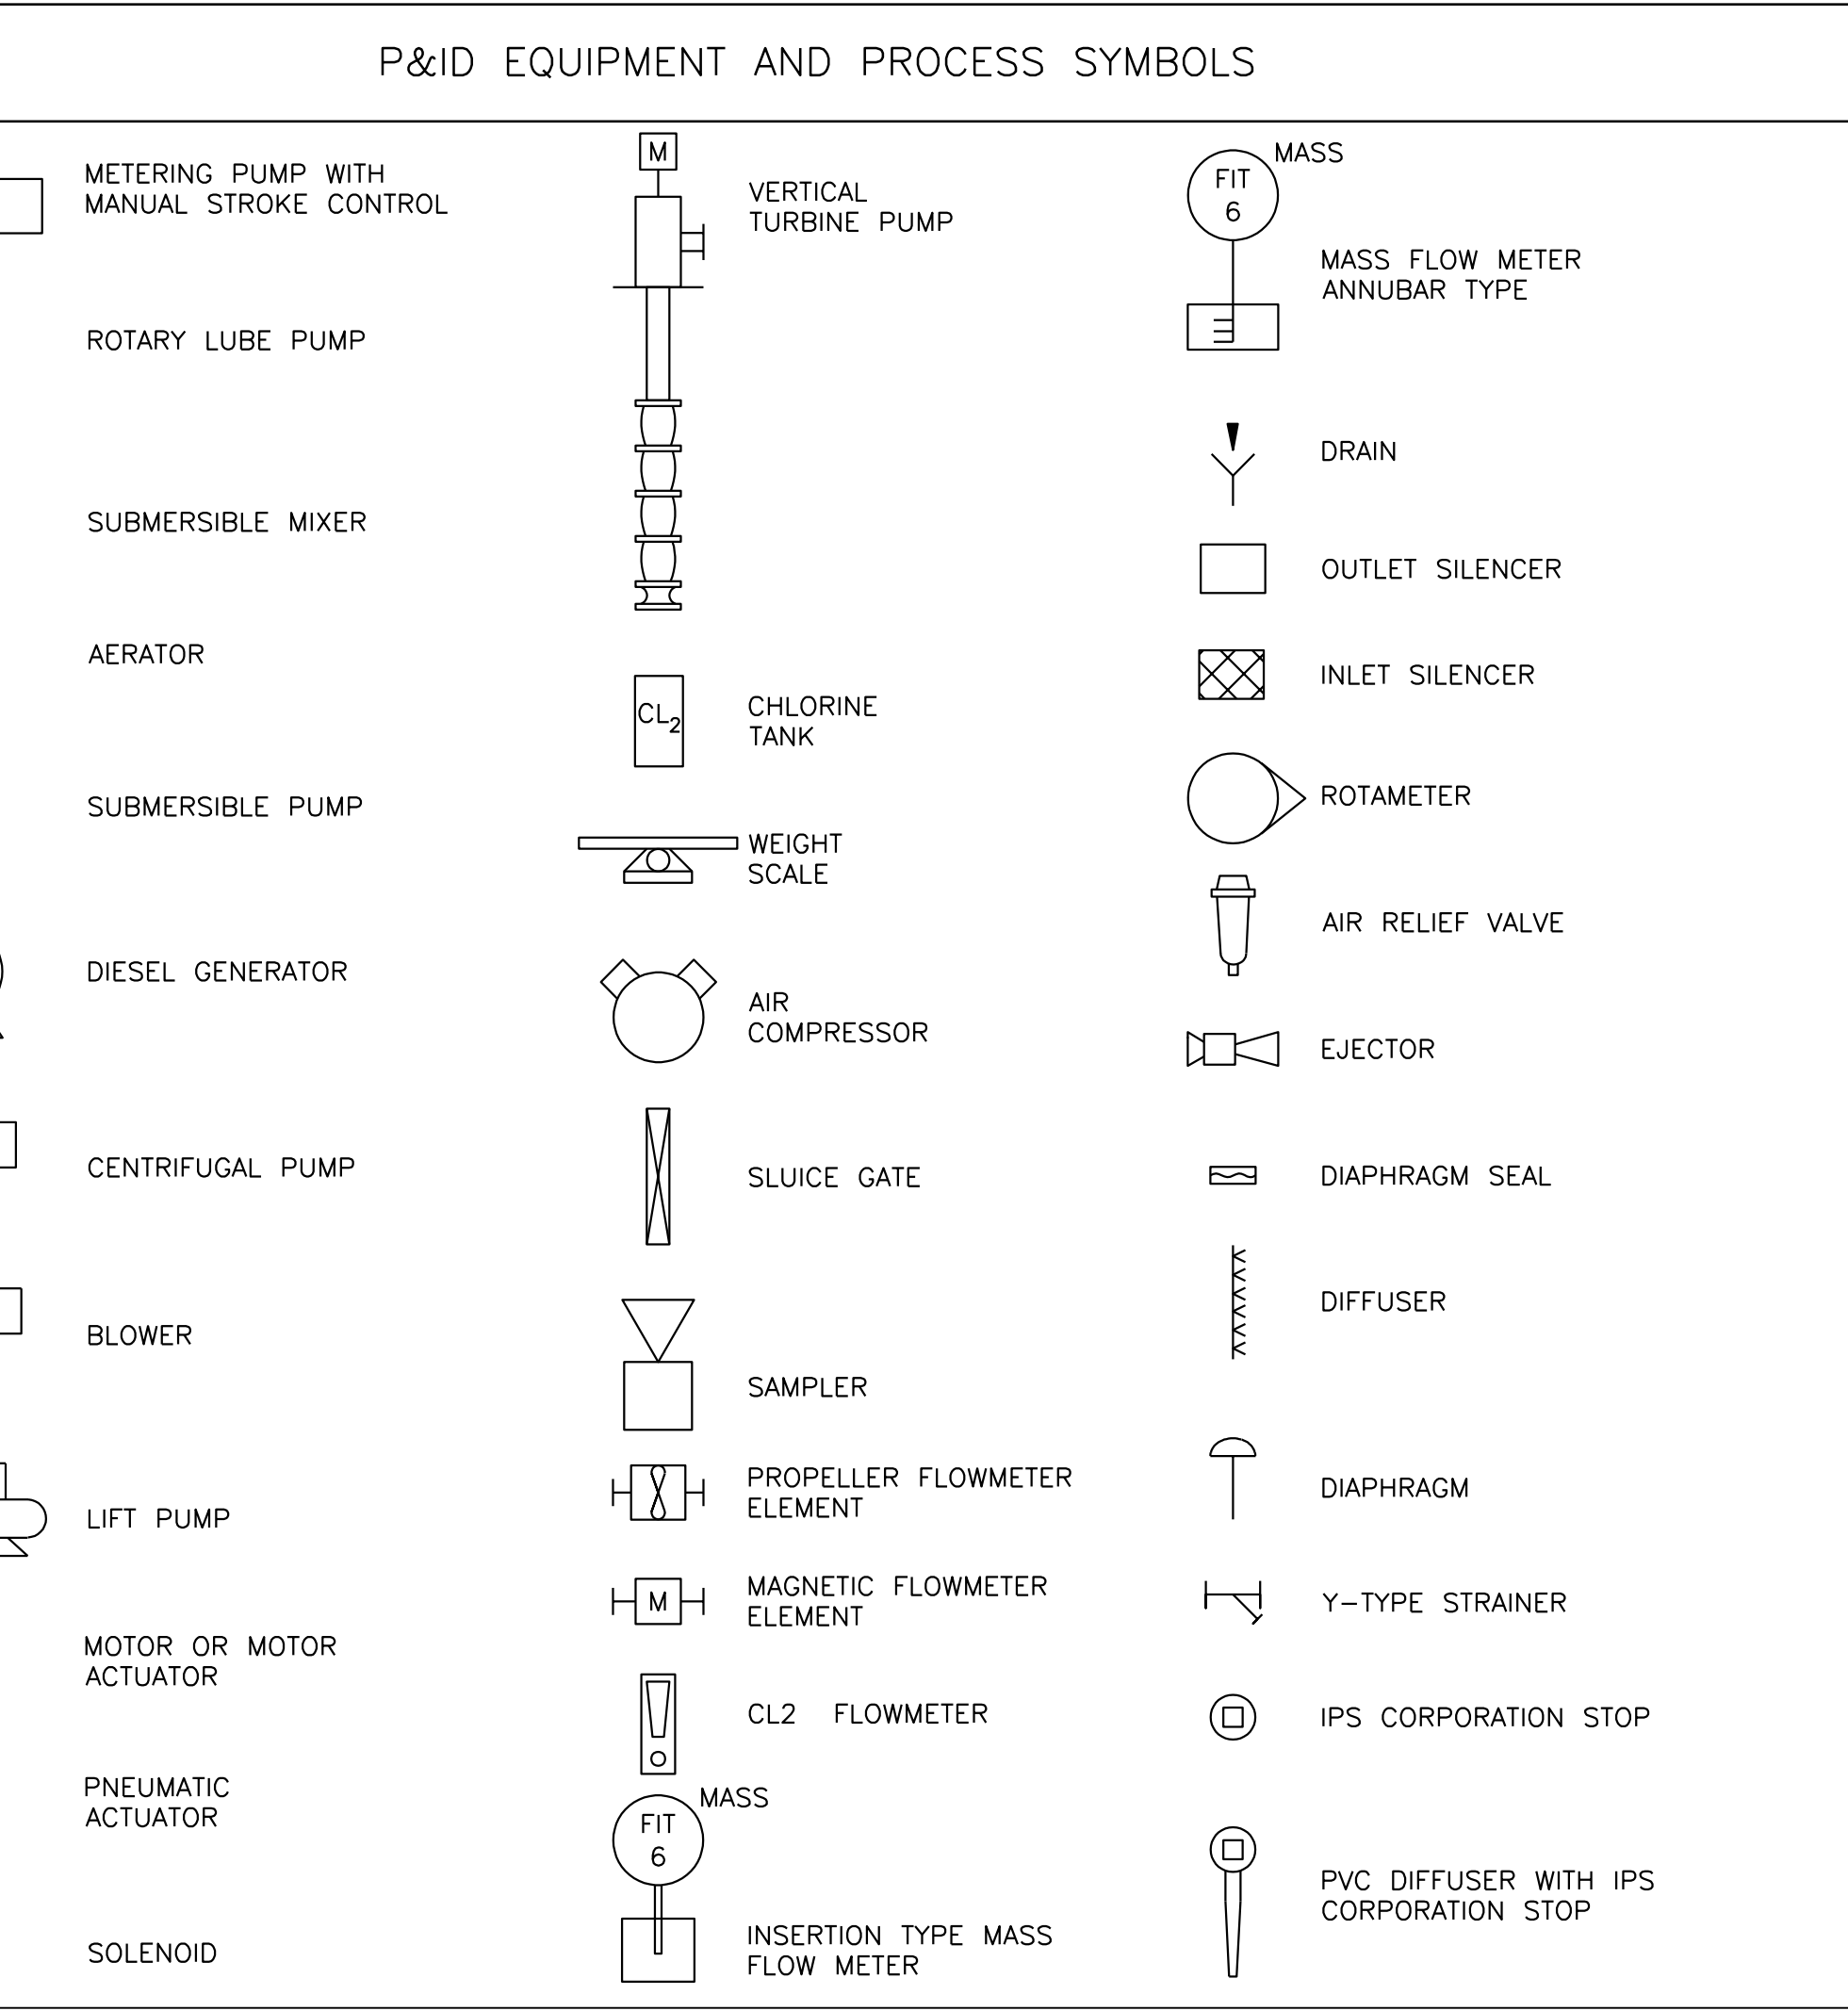 P&ID EQUIPMENT AND PROCESS SYMBOLS
METERING PUMP WITH
MANUAL STROKE CONTROL
ROTARY LUBE PUMP
SUBMERSIBLE MIXER
AERATOR
SUBMERSIBLE PUMP
DIESEL GENERATOR
CENTRIFUGAL PUMP
BLOWER
LIFT PUMP
MOTOR OR MOTOR
ACTUATOR
PNEUMATIC
ACTUATOR
SOLENOID
M
VERTICAL
TURBINE PUMP
CL2
CHLORINE
TANK
WEIGHT
SCALE
AIR
COMPRESSOR
SLUICE GATE
SAMPLER
PROPELLER FLOWMETER
ELEMENT
M
MAGNETIC FLOWMETER
ELEMENT
CL2 FLOWMETER
MASS
FIT
6
INSERTION TYPE MASS
FLOW METER
MASS
FIT
6
MASS FLOW METER
ANNUBAR TYPE
DRAIN
OUTLET SILENCER
INLET SILENCER
ROTAMETER
AIR RELIEF VALVE
EJECTOR
DIAPHRAGM SEAL
DIFFUSER
DIAPHRAGM
Y-TYPE STRAINER
IPS CORPORATION STOP
PVC DIFFUSER WITH IPS
CORPORATION STOP